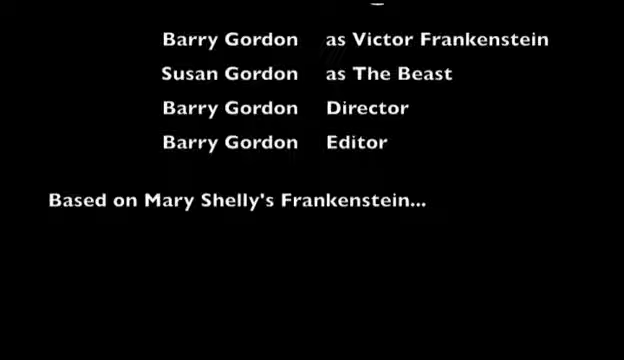 Barry Gordon as Victor Frankenstein
Susan Gordon as The Beast
Barry Gordon Director
Barry Gordon Editor
Based on Mary Shelly's Frankenstein...